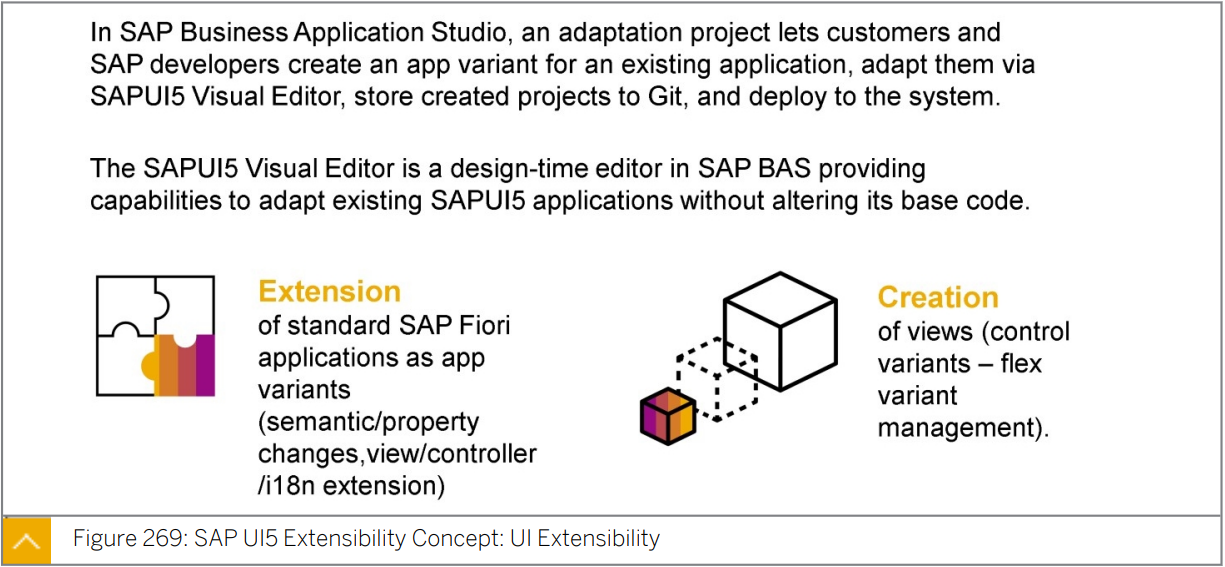 In SAP Business Application Studio, an adaptation project lets customers and
SAP developers create an app variant for an existing application, adapt them via
SAPUI5 Visual Editor, store created projects to Git, and deploy to the system.
The SAPUI5 Visual Editor is a design-time editor in SAP BAS providing
capabilities to adapt existing SAPUI5 applications without altering its base code.
Extension
of standard SAP Fiori
applications as app
variants
(semantic/property
changes,view/controller
/i18n extension)
Creation
of views (control
variants – flex
variant
management).
Figure 269: SAP UI5 Extensibility Concept: UI Extensibility